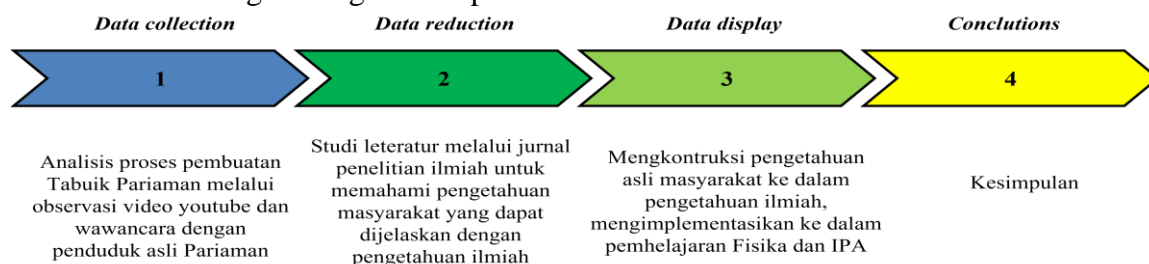 Data collection
Data reduction
Data display
Conclutions
1
2
3
4
Analisis proses pembuatan
Tabuik Pariaman melalui
observasi video youtube dan
wawancara dengan
penduduk asli Pariaman
Studi leteratur melalui jurnal
penelitian ilmiah untuk
memahami pengetahuan
masyarakat yang dapat
dijelaskan dengan
pengetahuan ilmiah
Mengkontruksi pengetahuan
asli masyarakat ke dalam
pengetahuan ilmiah,
mengimplementasikan ke dalam
pemhelajaran Fisika dan IPA
Kesimpulan